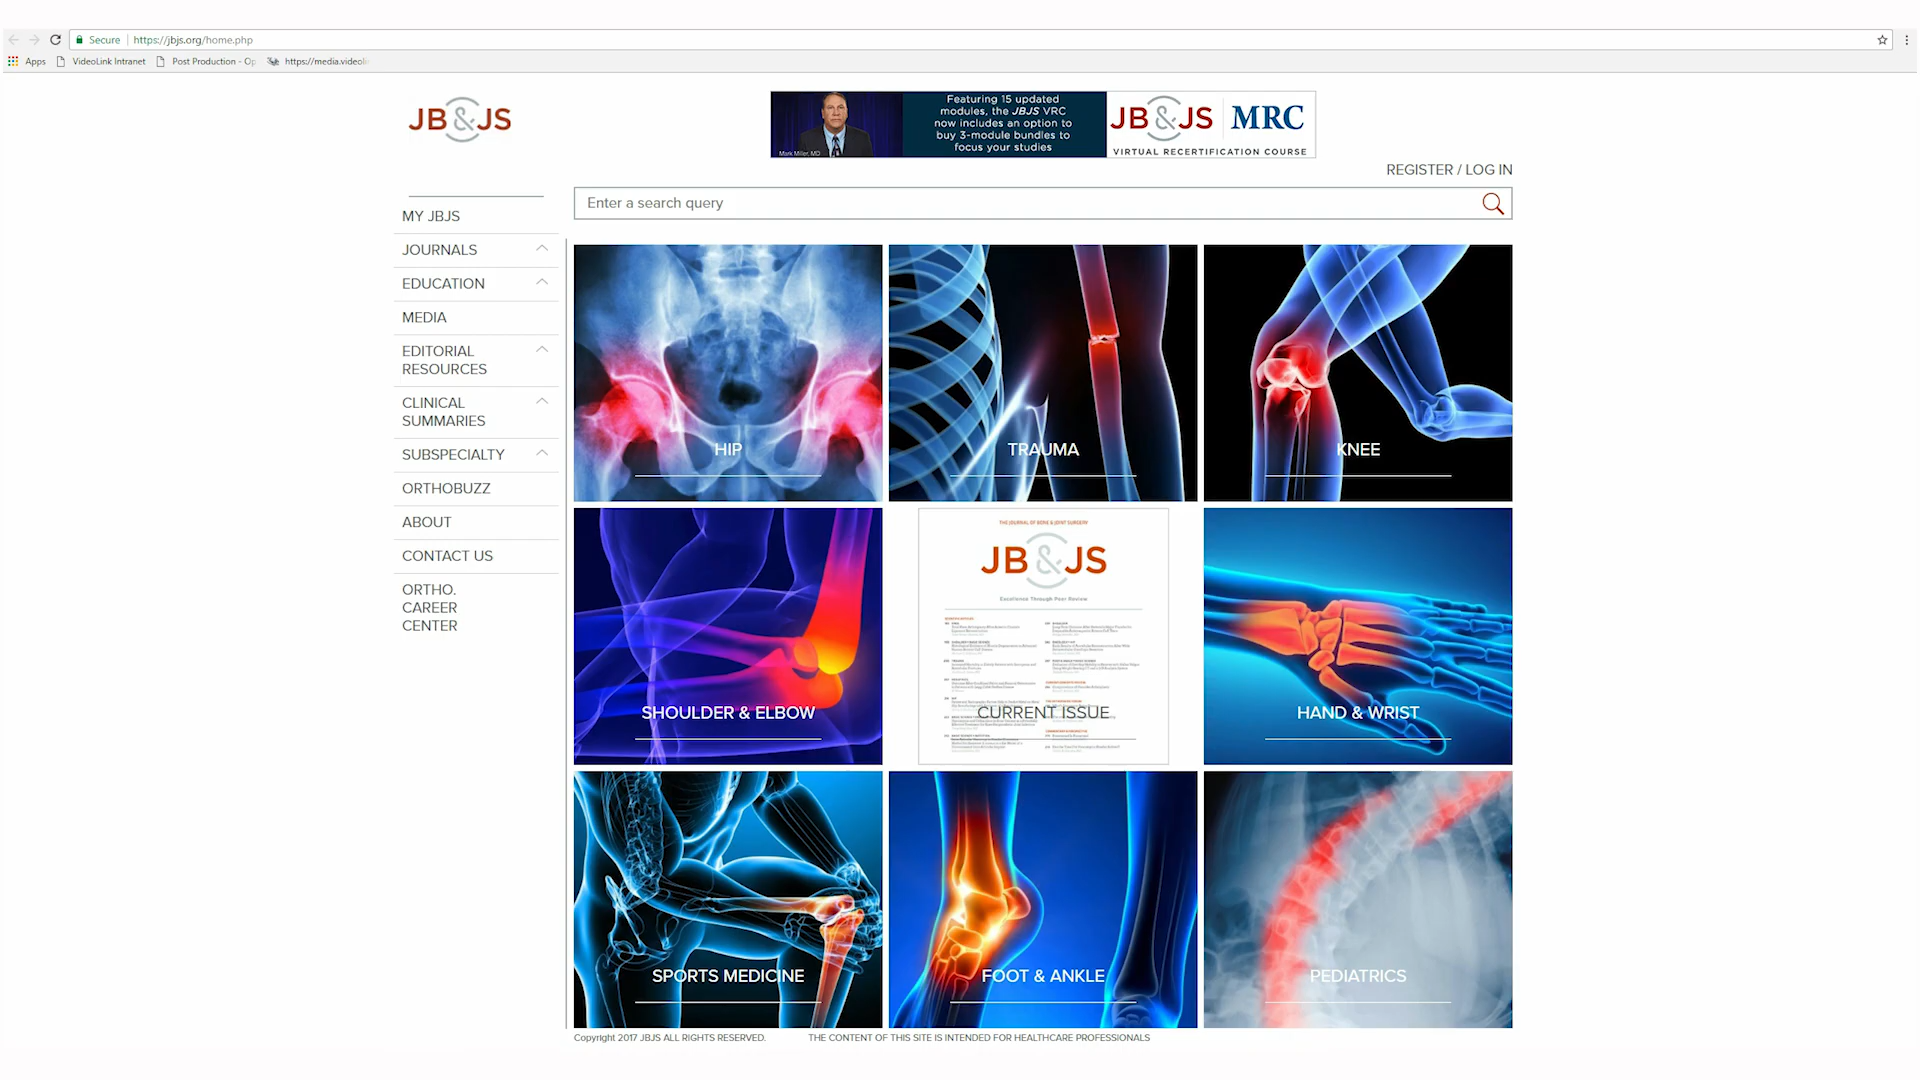 Secure https://jbjs.org/home.php
Apps VideoLink Intranet Post Production - Op https://media.videoli
JB&JS
Mark Miller, MD
Featuring 15 updated
modules, the JBJS VRC
now includes an option to
buy 3-module bundles to
focus your studies
JB&JS MRC
VIRTUAL RECERTIFICATION COURSE
REGISTER / LOG IN
Enter a search query
MY JBJS
JOURNALS
EDUCATION
MEDIA
EDITORIAL
RESOURCES
CLINICAL
SUMMARIES
SUBSPECIALTY
ORTHOBUZZ
ABOUT
CONTACT US
ORTHO.
CAREER
CENTER
HIP
TRAUMA
KNEE
SHOULDER & ELBOW
THE JOURNAL OF BONE & JOINT SURGERY
JB&JS
Excellence Through Peer Review
CURRENT ISSUE
HAND & WRIST
SPORTS MEDICINE
FOOT & ANKLE
PEDIATRICS
Copyright 2017 JBJS ALL RIGHTS RESERVED.
THE CONTENT OF THIS SITE IS INTENDED FOR HEALTHCARE PROFESSIONALS